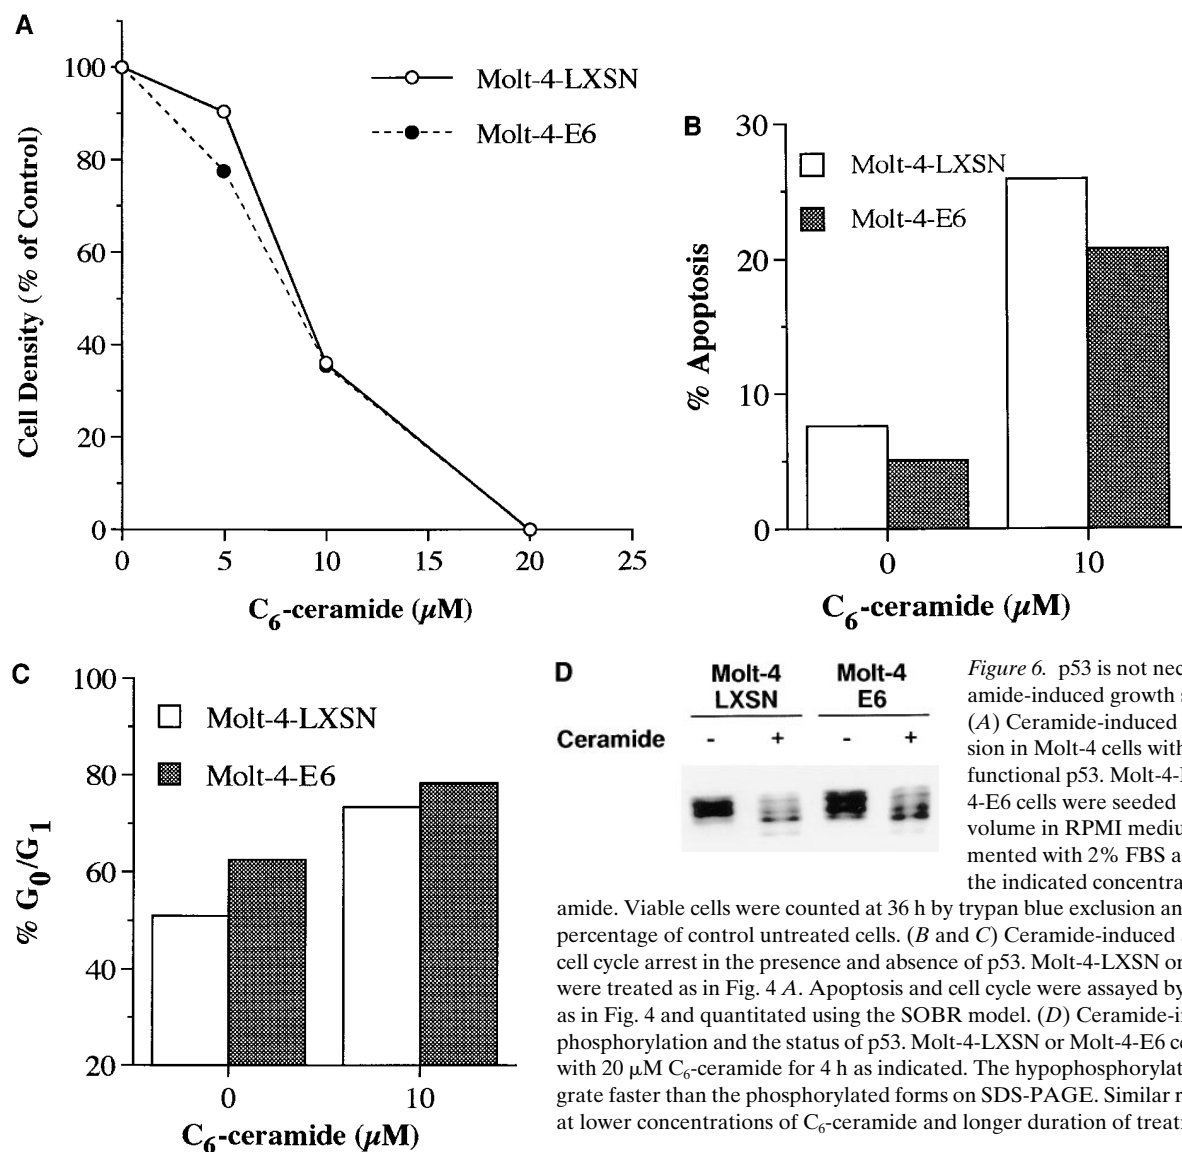 A
100
80
60
40
20
0
Cell Density (% of Control)
Molt-4-LXSN
Molt-4-E6
0 5 10 15 20 25
C6-ceramide (μM)
B
30
20
10
0
% Apoptosis
Molt-4-LXSN
Molt-4-E6
0 10
C6-ceramide (μM)
C
100
80
60
40
20
% G0/G1
Molt-4-LXSN
Molt-4-E6
0 10
C6-ceramide (μM)
D
Molt-4 Molt-4
LXSN E6
Ceramide - + - +
Figure 6. p53 is not nec
amide-induced growth s
(A) Ceramide-induced
sion in Molt-4 cells with
functional p53. Molt-4-
4-E6 cells were seeded
volume in RPMI mediu
mented with 2% FBS a
the indicated concentra
amide. Viable cells were counted at 36 h by trypan blue exclusion an
percentage of control untreated cells. (B and C) Ceramide-induced
cell cycle arrest in the presence and absence of p53. Molt-4-LXSN or
were treated as in Fig. 4 A. Apoptosis and cell cycle were assayed by
as in Fig. 4 and quantitated using the SOBR model. (D) Ceramide-i
phosphorylation and the status of p53. Molt-4-LXSN or Molt-4-E6 c
with 20 μM C6-ceramide for 4 h as indicated. The hypophosphorylat
grate faster than the phosphorylated forms on SDS-PAGE. Similar r
at lower concentrations of C6-ceramide and longer duration of treat